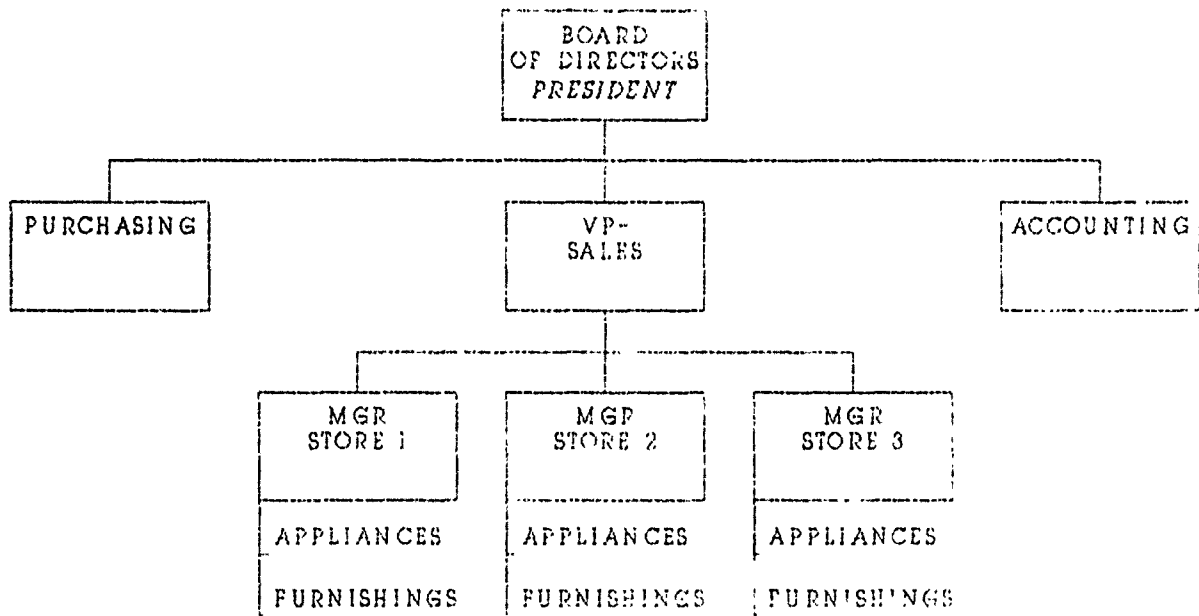 BOARD
OF DIRECTORS
PRESIDENT
PURCHASING
VP-
SALES
ACCOUNTING
MGR
STORE 1
MGR
STORE 2
MGR
STORE 3
APPLIANCES
APPLIANCES
APPLIANCES
FURNISHINGS
FURNISHINGS
FURNISHINGS